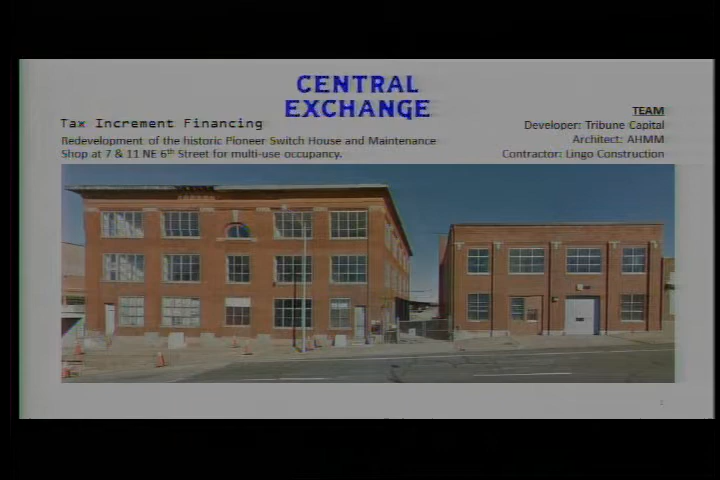 CENTRAL
EXCHANGE
Tax Increment Financing
Redevelopment of the historic Pioneer Switch House and Maintenance
Shop at 7 & 11 NE 6th Street for multi-use occupancy.
TEAM
Developer: Tribune Capital
Architect: AHMM
Contractor: Lingo Construction